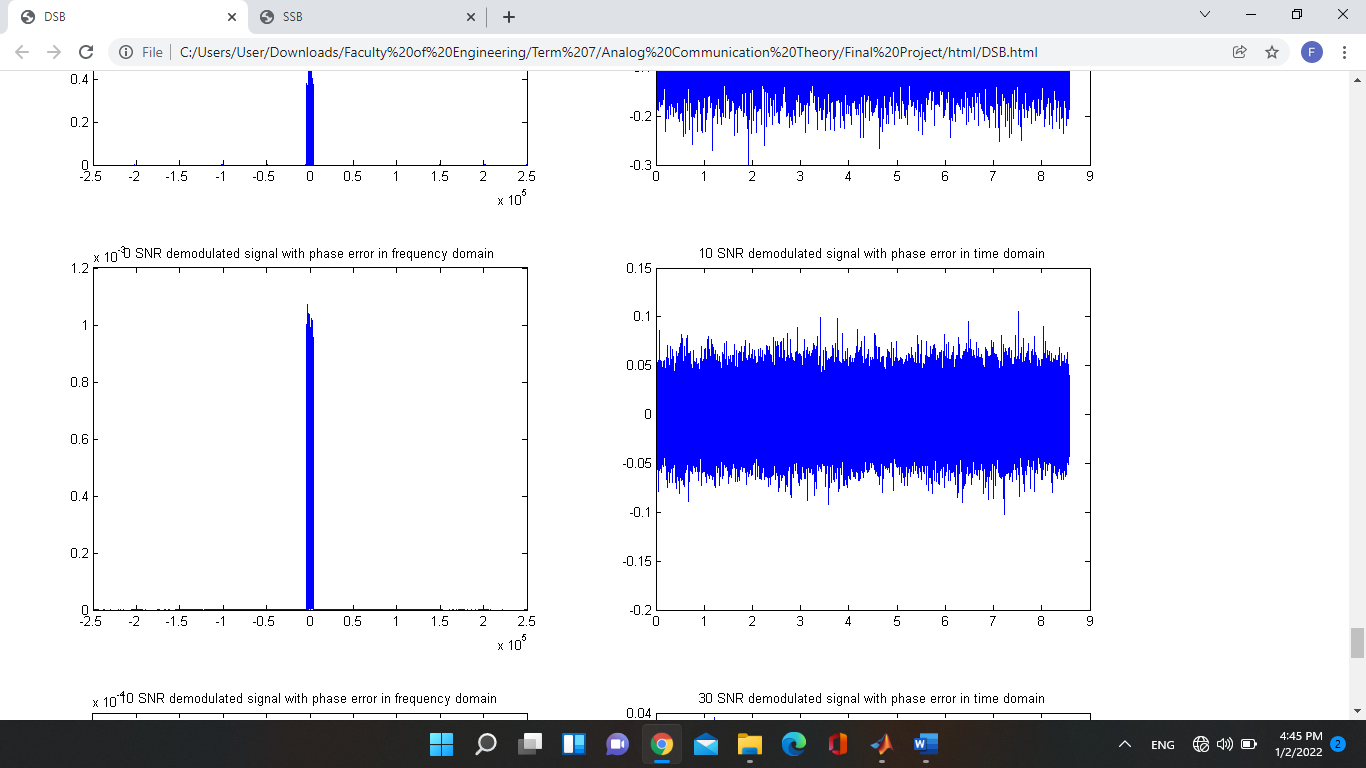 DSB
SSB
File
C:/Users/User/Downloads/Faculty%20of%20Engineering/Term%207/Analog%20Communication%20Theory/Final%20Project/html/DSB.html
F
0.4
0.2
0
-2.5 -2 -1.5 -1 -0.5 0 0.5 1 1.5 2 2.5
x 10^5
-0.2
-0.3
0 1 2 3 4 5 6 7 8 9
x 10^-3
0 SNR demodulated signal with phase error in frequency domain
1.2
1
0.8
0.6
0.4
0.2
0
-2.5 -2 -1.5 -1 -0.5 0 0.5 1 1.5 2 2.5
x 10^5
10 SNR demodulated signal with phase error in time domain
0.15
0.1
0.05
0
-0.05
-0.1
-0.15
-0.2
0 1 2 3 4 5 6 7 8 9
x 10^-4
0 SNR demodulated signal with phase error in frequency domain
30 SNR demodulated signal with phase error in time domain
0.04
ENG
4:45 PM
1/2/2022
2